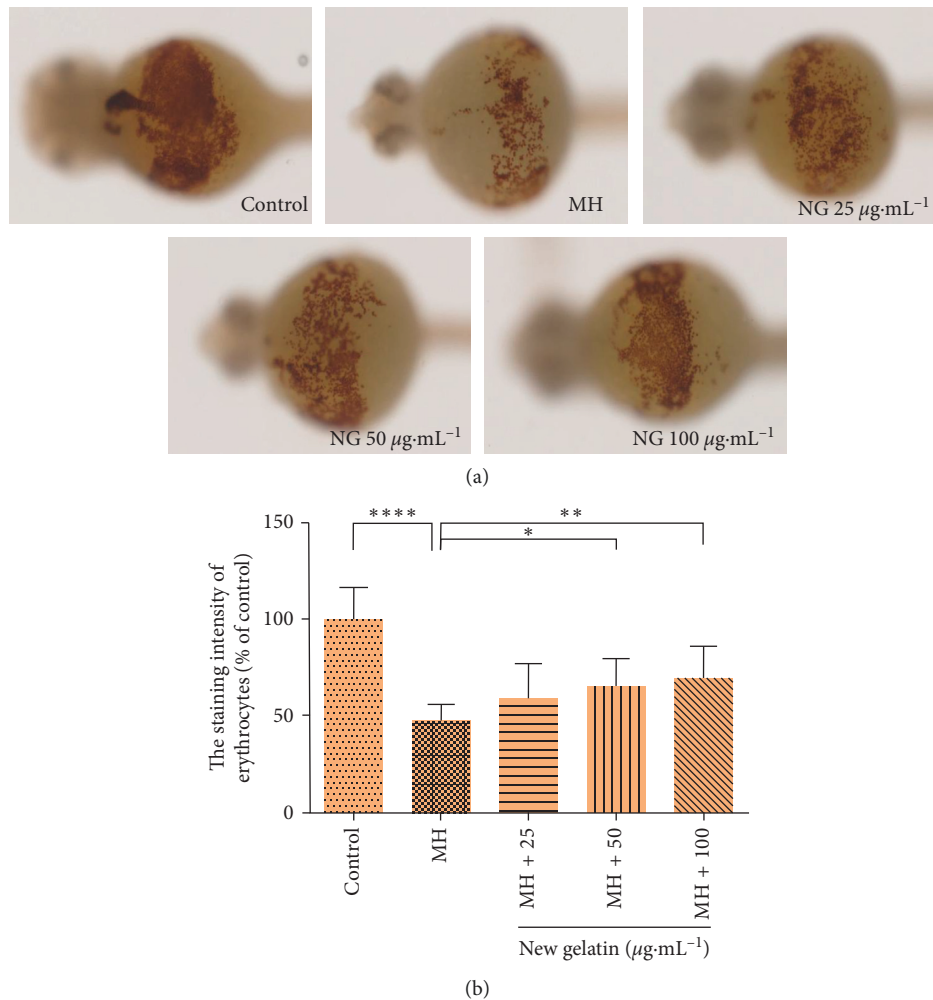 Control
MH
NG 25 μg·mL⁻¹
NG 50 μg·mL⁻¹
NG 100 μg·mL⁻¹
(a)
The staining intensity of
erythrocytes (% of control)
150
100
50
0
****
**
*
Control
MH
MH + 25
MH + 50
MH + 100
New gelatin (μg·mL⁻¹)
(b)